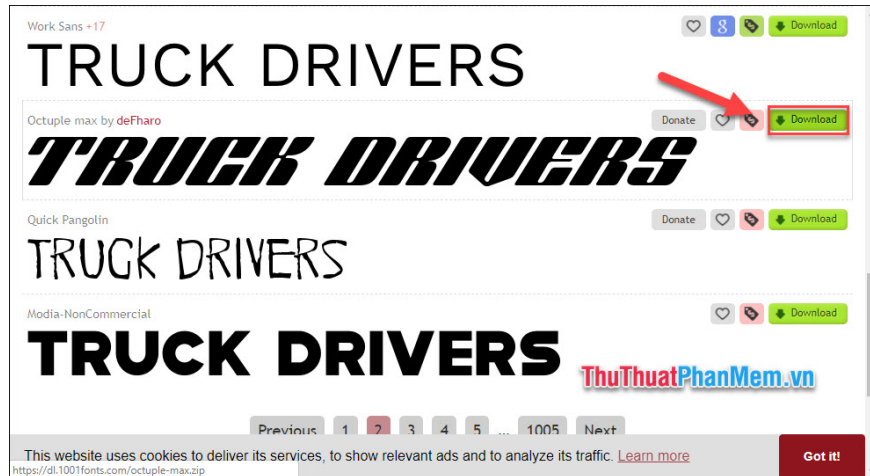 Work Sans +17
8
Download
TRUCK DRIVERS
Octuple max by deFharo
Donate
Download
TRUCK DRIVERS
Quick Pangolin
Donate
Download
TRUCK DRIVERS
Modia-NonCommercial
Download
TRUCK DRIVERS
ThuThuatPhanMem.vn
Previous 1 2 3 4 5 ... 1005 Next
This website uses cookies to deliver its services, to show relevant ads and to analyze its traffic. Learn more
Got it!
https://dl.1001fonts.com/octuple-max.zip